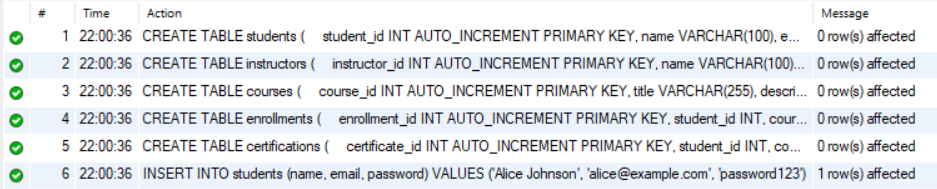 # Time Action Message
1 22:00:36 CREATE TABLE students ( student_id INT AUTO_INCREMENT PRIMARY KEY, name VARCHAR(100), e... 0 row(s) affected
2 22:00:36 CREATE TABLE instructors ( instructor_id INT AUTO_INCREMENT PRIMARY KEY, name VARCHAR(100)... 0 row(s) affected
3 22:00:36 CREATE TABLE courses ( course_id INT AUTO_INCREMENT PRIMARY KEY, title VARCHAR(255), descri... 0 row(s) affected
4 22:00:36 CREATE TABLE enrollments ( enrollment_id INT AUTO_INCREMENT PRIMARY KEY, student_id INT, cour... 0 row(s) affected
5 22:00:36 CREATE TABLE certifications ( certificate_id INT AUTO_INCREMENT PRIMARY KEY, student_id INT, co... 0 row(s) affected
6 22:00:36 INSERT INTO students (name, email, password) VALUES ('Alice Johnson', 'alice@example.com', 'password123') 1 row(s) affected